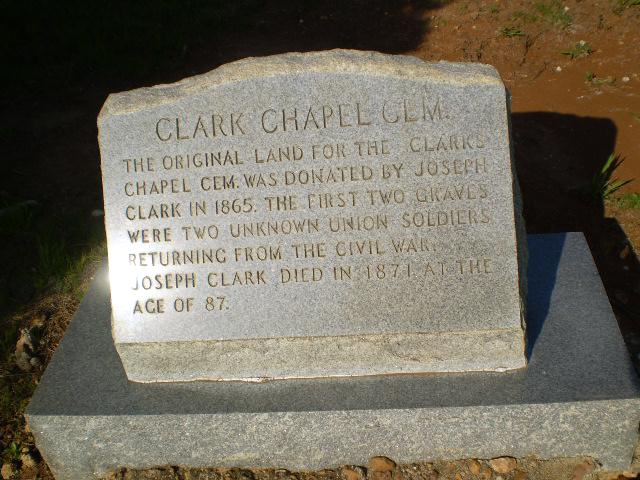 CLARK CHAPEL CEM.
THE ORIGINAL LAND FOR THE CLARKS
CHAPEL CEM. WAS DONATED BY JOSEPH
CLARK IN 1865. THE FIRST TWO GRAVES
WERE TWO UNKNOWN UNION SOLDIERS
RETURNING FROM THE CIVIL WAR.
JOSEPH CLARK DIED IN 1871. AT THE
AGE OF 87.